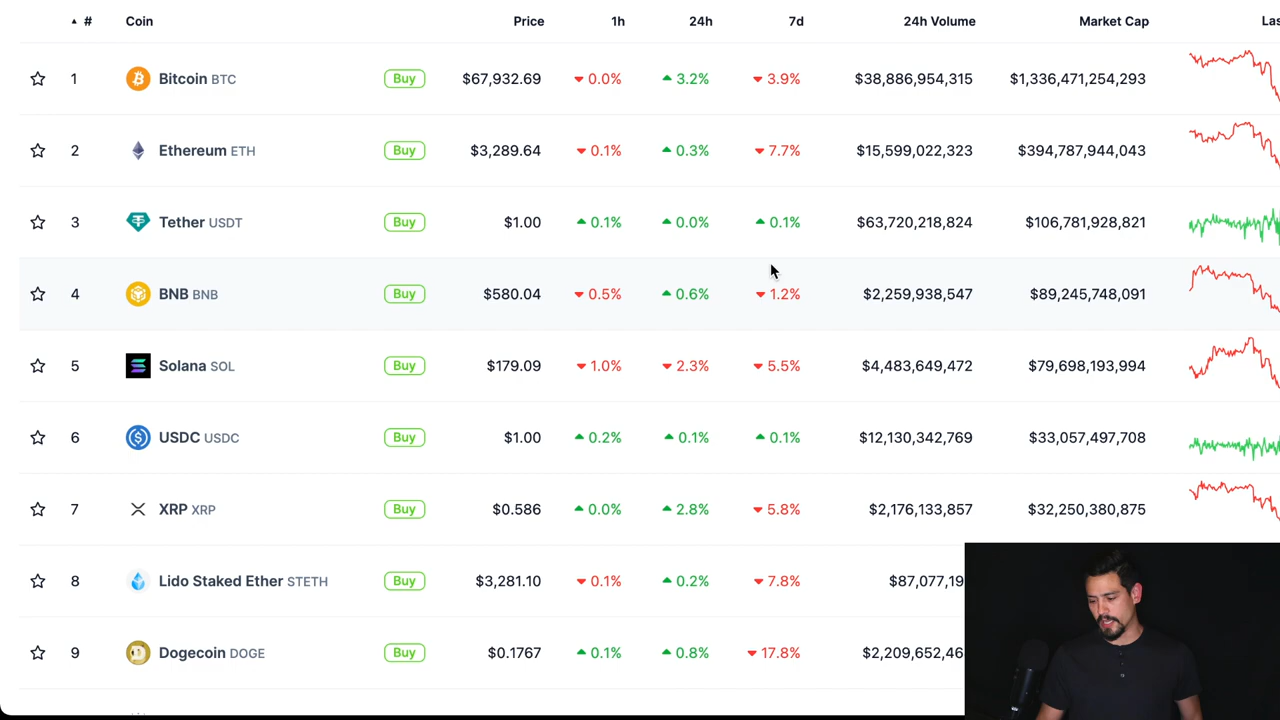 # Coin Price 1h 24h 7d 24h Volume Market Cap
1 Bitcoin BTC Buy $67,932.69 0.0% 3.2% 3.9% $38,886,954,315 $1,336,471,254,293
2 Ethereum ETH Buy $3,289.64 0.1% 0.3% 7.7% $15,599,022,323 $394,787,944,043
3 Tether USDT Buy $1.00 0.1% 0.0% 0.1% $63,720,218,824 $106,781,928,821
4 BNB BNB Buy $580.04 0.5% 0.6% 1.2% $2,259,938,547 $89,245,748,091
5 Solana SOL Buy $179.09 1.0% 2.3% 5.5% $4,483,649,472 $79,698,193,994
6 USDC USDC Buy $1.00 0.2% 0.1% 0.1% $12,130,342,769 $33,057,497,708
7 XRP XRP Buy $0.586 0.0% 2.8% 5.8% $2,176,133,857 $32,250,380,875
8 Lido Staked Ether STETH Buy $3,281.10 0.1% 0.2% 7.8% $87,077,19
9 Dogecoin DOGE Buy $0.1767 0.1% 0.8% 17.8% $2,209,652,46